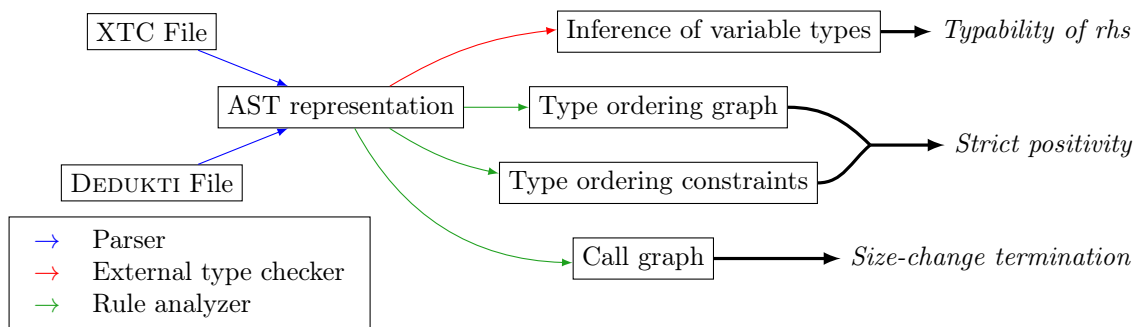 XTC File
Inference of variable types
Typability of rhs
AST representation
Type ordering graph
Strict positivity
DEDUKTI File
Type ordering constraints
Call graph
Size-change termination
→ Parser
→ External type checker
→ Rule analyzer